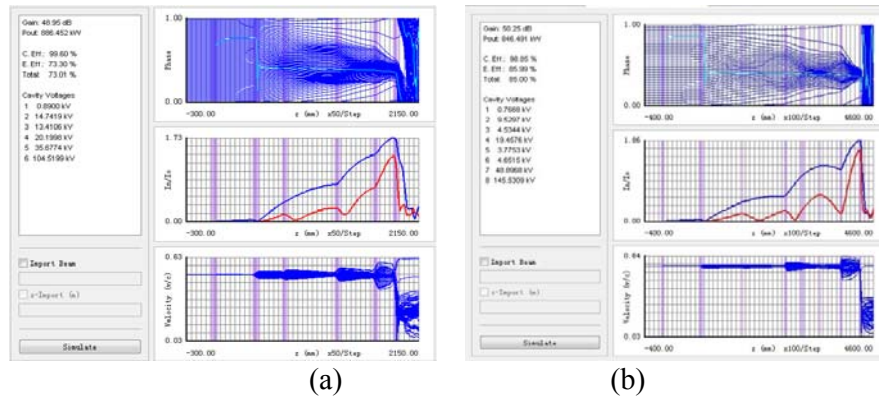 Gain: 48.95 dB
Pout: 886.452 kW
C. Eff.: 99.60 %
E. Eff.: 73.30 %
Total: 73.01 %
Cavity Voltages
1 0.8900 kV
2 14.7419 kV
3 13.4106 kV
4 20.1998 kV
5 35.6774 kV
6 104.5199 kV
Import Beam
z-Import (m)
Simulate
1.00
Phase
0.00
-300.00 z (mm) x50/Step 2150.00
1.73
In/Io
0.00
-300.00 z (mm) x50/Step 2150.00
0.63
Velocity (v/c)
0.03
-300.00 z (mm) x50/Step 2150.00
(a)
Gain: 50.25 dB
Pout: 846.491 kW
C. Eff.: 98.85 %
E. Eff.: 85.99 %
Total: 85.00 %
Cavity Voltages
1 0.7668 kV
2 9.5297 kV
3 4.5344 kV
4 19.4576 kV
5 3.7753 kV
6 4.6515 kV
7 48.8968 kV
8 145.5309 kV
Import Beam
z-Import (m)
Simulate
1.00
Phase
0.00
-400.00 z (mm) x100/Step 4600.00
1.86
In/Io
0.00
-400.00 z (mm) x100/Step 4600.00
0.64
Velocity (v/c)
0.03
-400.00 z (mm) x100/Step 4600.00
(b)